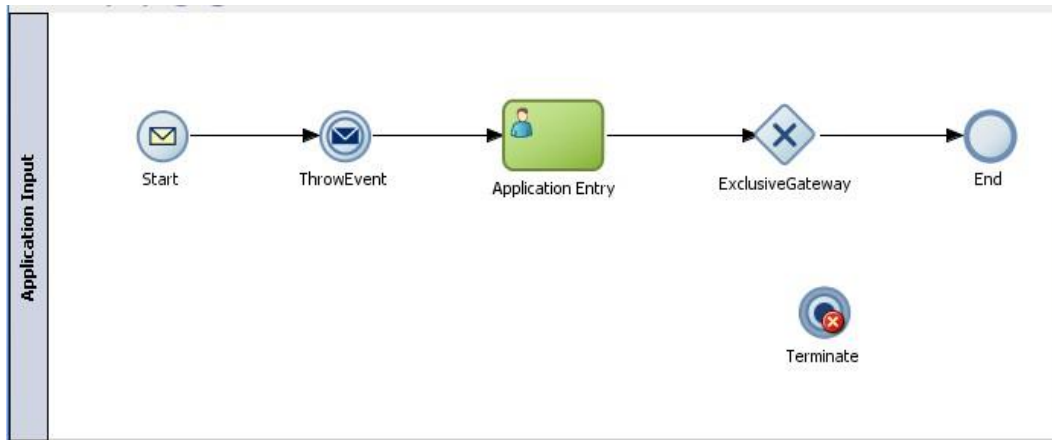 Application Input
Start
ThrowEvent
Application Entry
ExclusiveGateway
End
Terminate